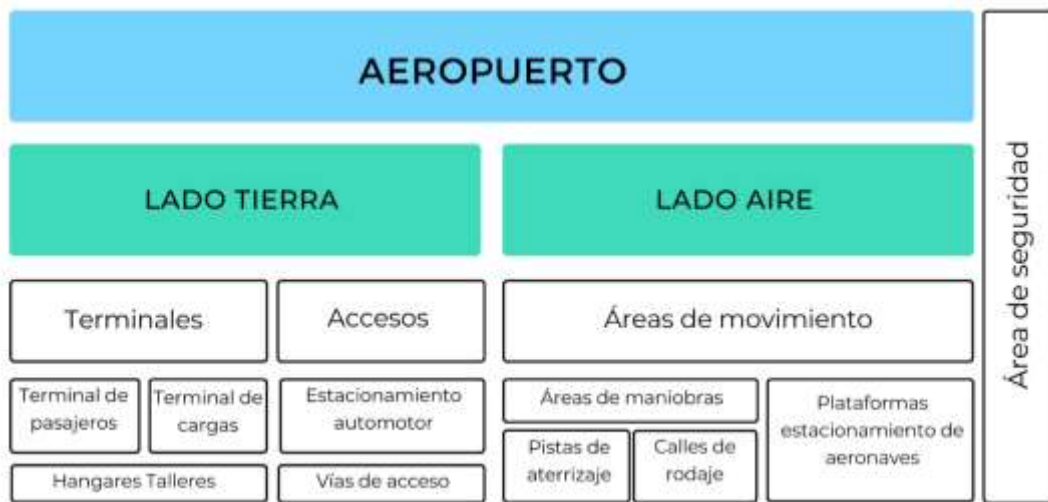 AEROPUERTO
LADO TIERRA
LADO AIRE
Terminales
Accesos
Áreas de movimiento
Terminal de
pasajeros
Terminal de
cargas
Estacionamiento
automotor
Áreas de maniobras
Plataformas
estacionamiento de
aeronaves
Pistas de
aterrizaje
Calles de
rodaje
Hangares Talleres
Vías de acceso
Área de seguridad